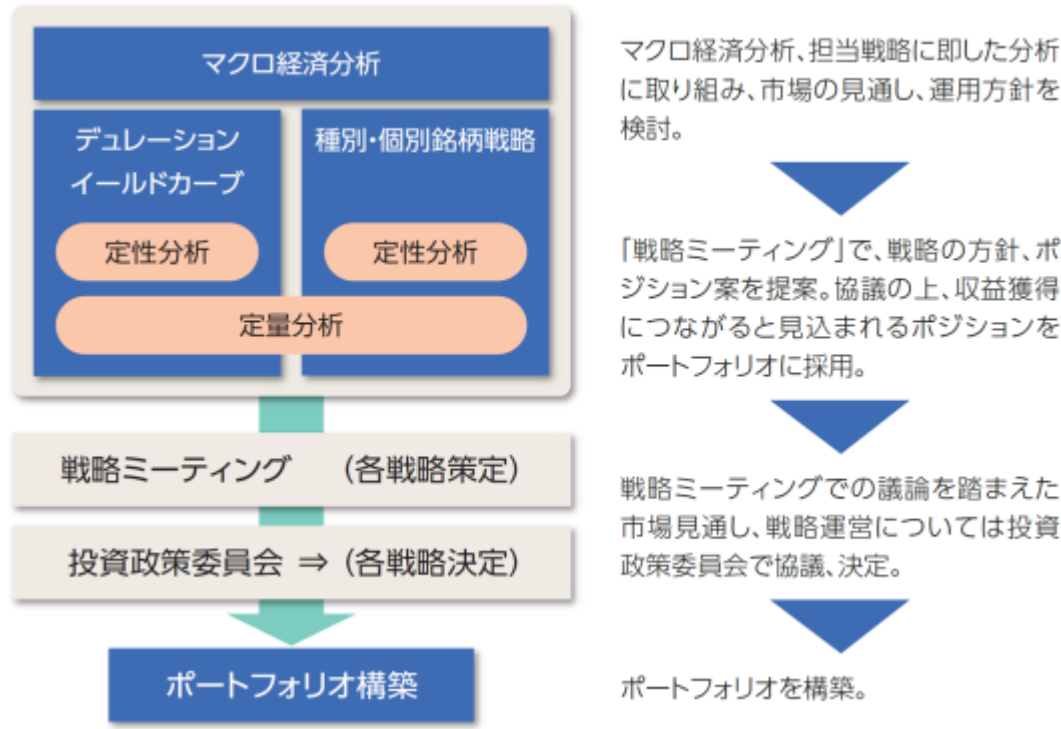 マクロ経済分析
デュレーション
イールドカーブ
種別・個別銘柄戦略
定性分析
定性分析
定量分析
戦略ミーティング （各戦略策定）
投資政策委員会 ⇒ （各戦略決定）
ポートフォリオ構築
マクロ経済分析、担当戦略に即した分析
に取り組み、市場の見通し、運用方針を
検討。
「戦略ミーティング」で、戦略の方針、ポ
ジション案を提案。協議の上、収益獲得
につながると見込まれるポジションを
ポートフォリオに採用。
戦略ミーティングでの議論を踏まえた
市場見通し、戦略運営については投資
政策委員会で協議、決定。
ポートフォリオを構築。